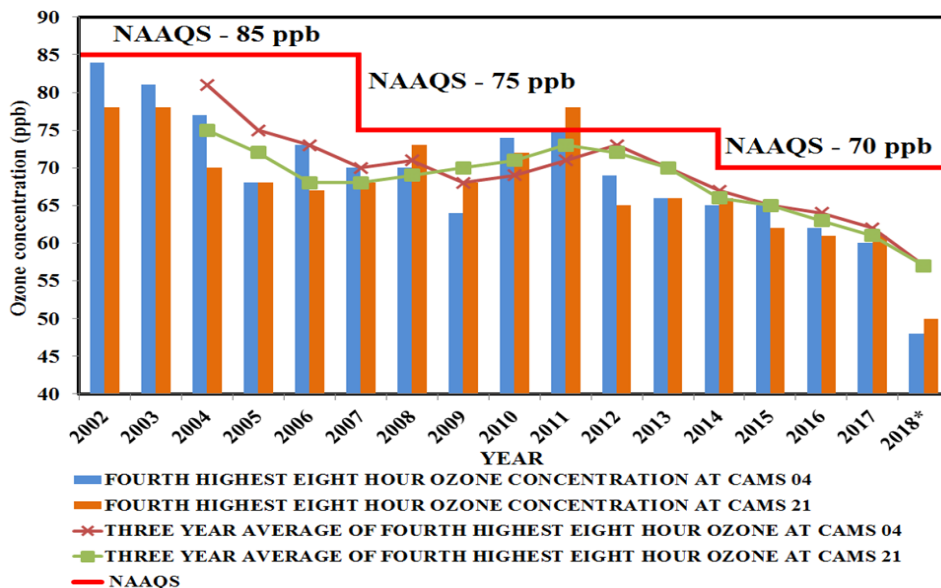 90
85
80
75
70
65
60
55
50
45
40
Ozone concentration (ppb)
NAAQS - 85 ppb
NAAQS - 75 ppb
NAAQS - 70 ppb
2002 2003 2004 2005 2006 2007 2008 2009 2010 2011 2012 2013 2014 2015 2016 2017 2018*
YEAR
FOURTH HIGHEST EIGHT HOUR OZONE CONCENTRATION AT CAMS 04
FOURTH HIGHEST EIGHT HOUR OZONE CONCENTRATION AT CAMS 21
THREE YEAR AVERAGE OF FOURTH HIGHEST EIGHT HOUR OZONE AT CAMS 04
THREE YEAR AVERAGE OF FOURTH HIGHEST EIGHT HOUR OZONE AT CAMS 21
NAAQS